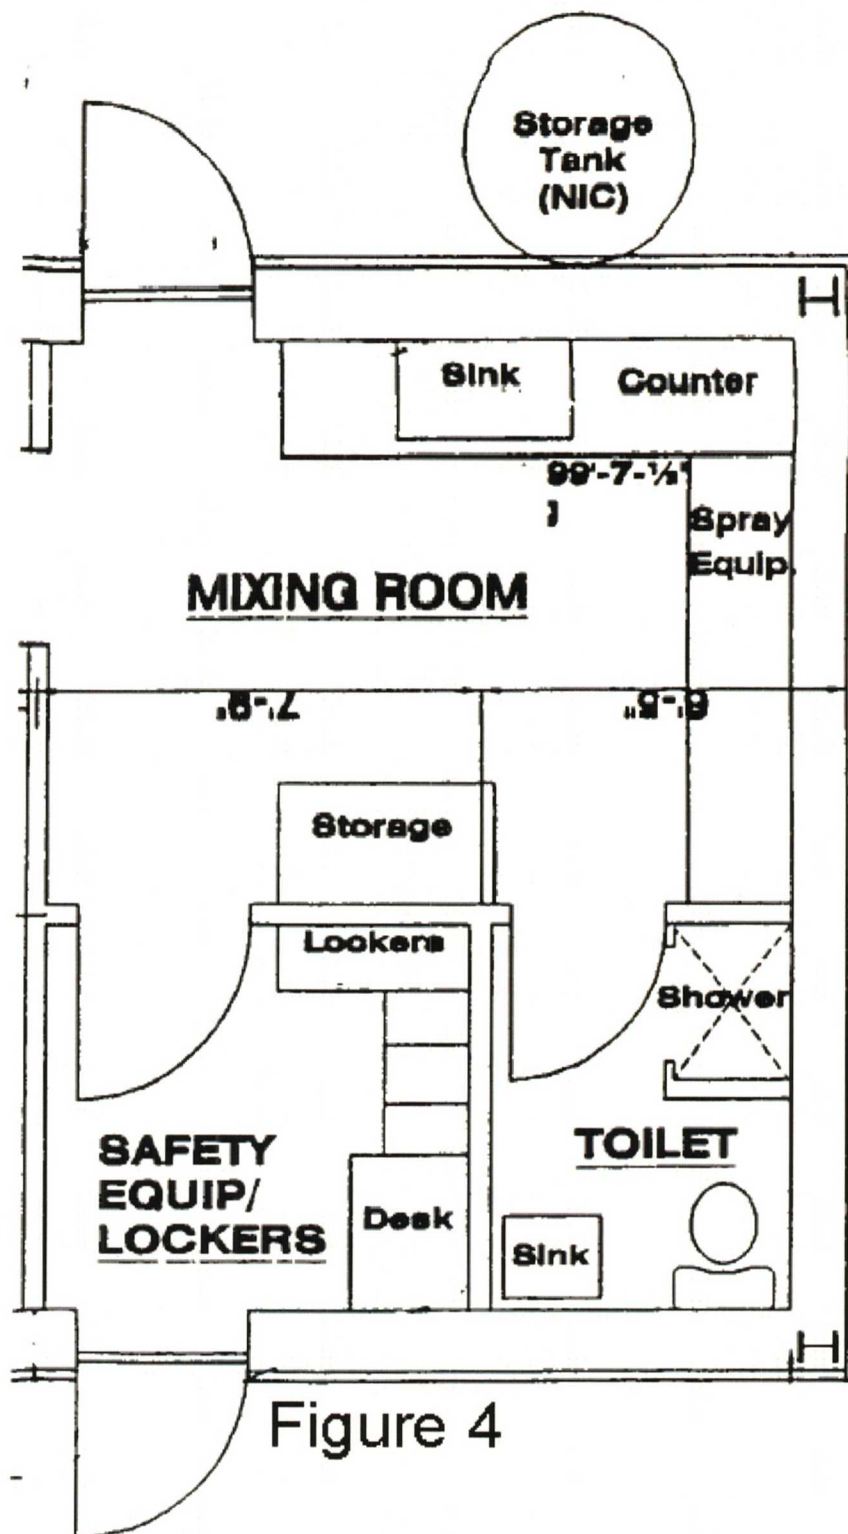 Storage
Tank
(NIC)
Sink
Counter
99'-7-½"
Spray
Equip.
MIXING ROOM
7'-9"
6'-5"
Storage
Lockers
Shower
SAFETY
EQUIP/
LOCKERS
TOILET
Desk
Sink
Figure 4